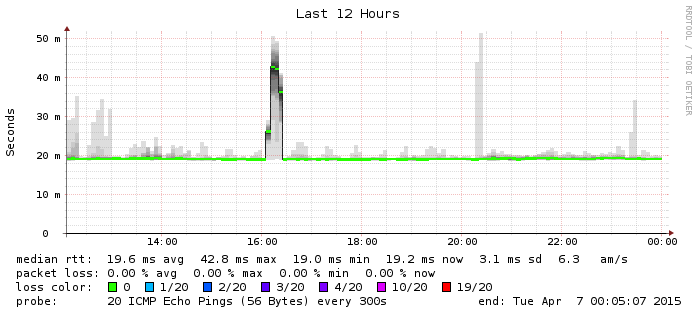 Last 12 Hours
RRDTOOL / TOBI OETIKER
Seconds
50 m
40 m
30 m
20 m
10 m
0
14:00 16:00 18:00 20:00 22:00 00:00
median rtt: 19.6 ms avg 42.8 ms max 19.0 ms min 19.2 ms now 3.1 ms sd 6.3 am/s
packet loss: 0.00 % avg 0.00 % max 0.00 % min 0.00 % now
loss color: 0 1/20 2/20 3/20 4/20 10/20 19/20
probe: 20 ICMP Echo Pings (56 Bytes) every 300s end: Tue Apr 7 00:05:07 2015